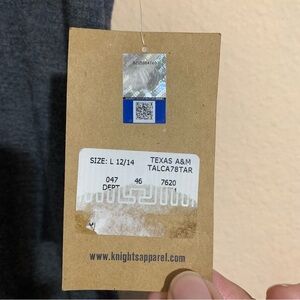 SIZE: L 12/14 TEXAS A&M
TALCA78TAR
047 46 7620
DEPT
www.knightsapparel.com